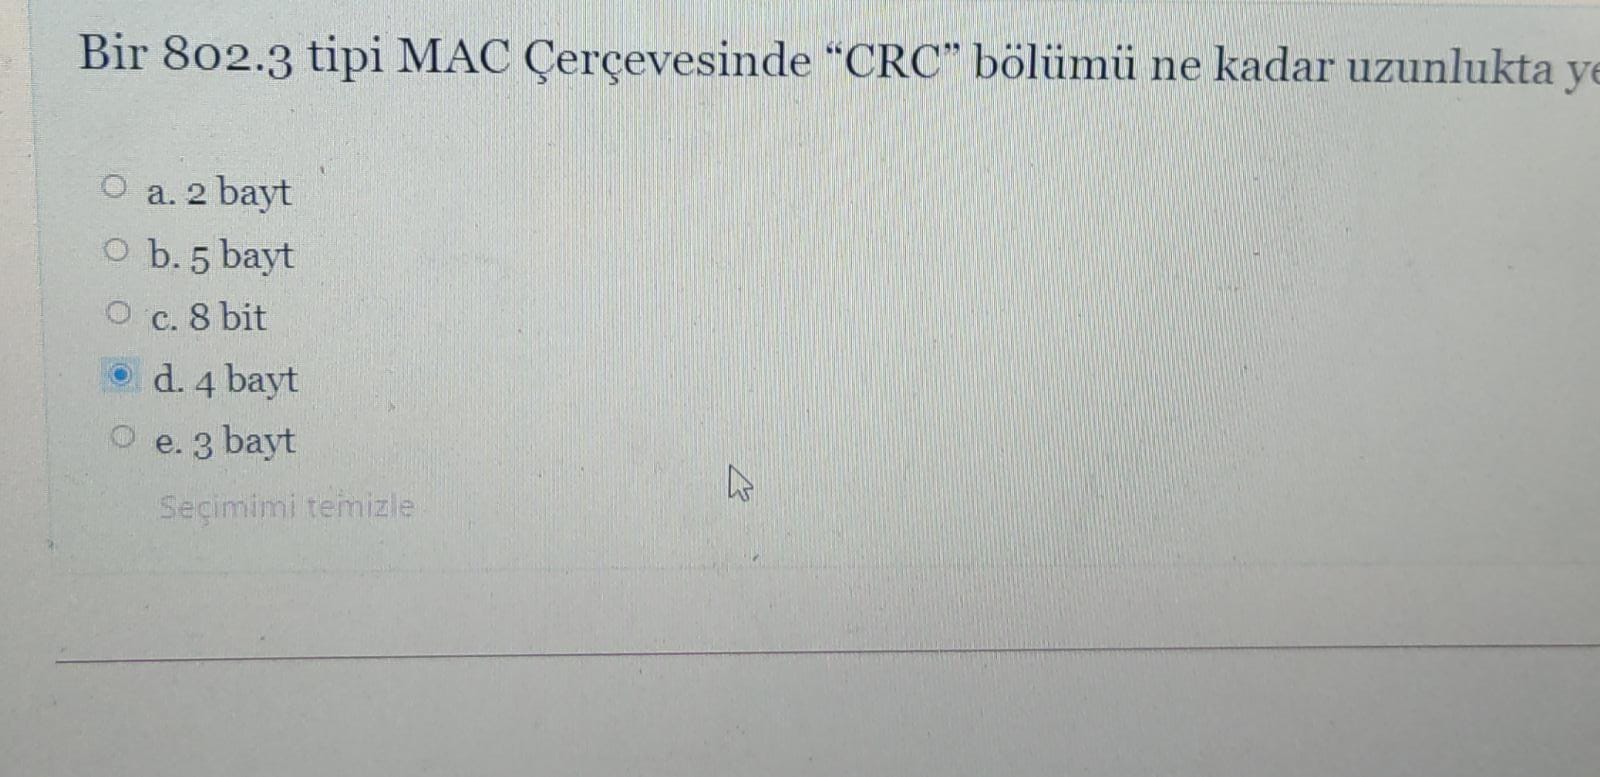 Bir 802.3 tipi MAC Çerçevesinde “CRC” bölümü ne kadar uzunlukta
a. 2 bayt
b. 5 bayt
c. 8 bit
d. 4 bayt
e. 3 bayt
Seçimimi temizle